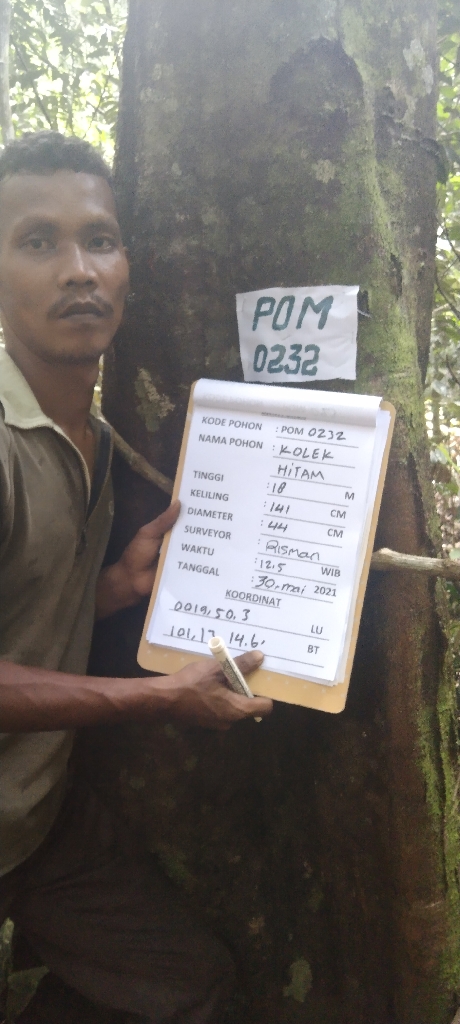 POM
0232
KODE POHON : POM 0232
NAMA POHON : KOLEK
HITAM
TINGGI : 18 M
KELILING : 141 CM
DIAMETER : 44 CM
SURVEYOR : Risman
WAKTU : 12.5 WIB
TANGGAL : 30, mai 2021
KOORDINAT
0019, 50.3 LU
101, 14.6, BT